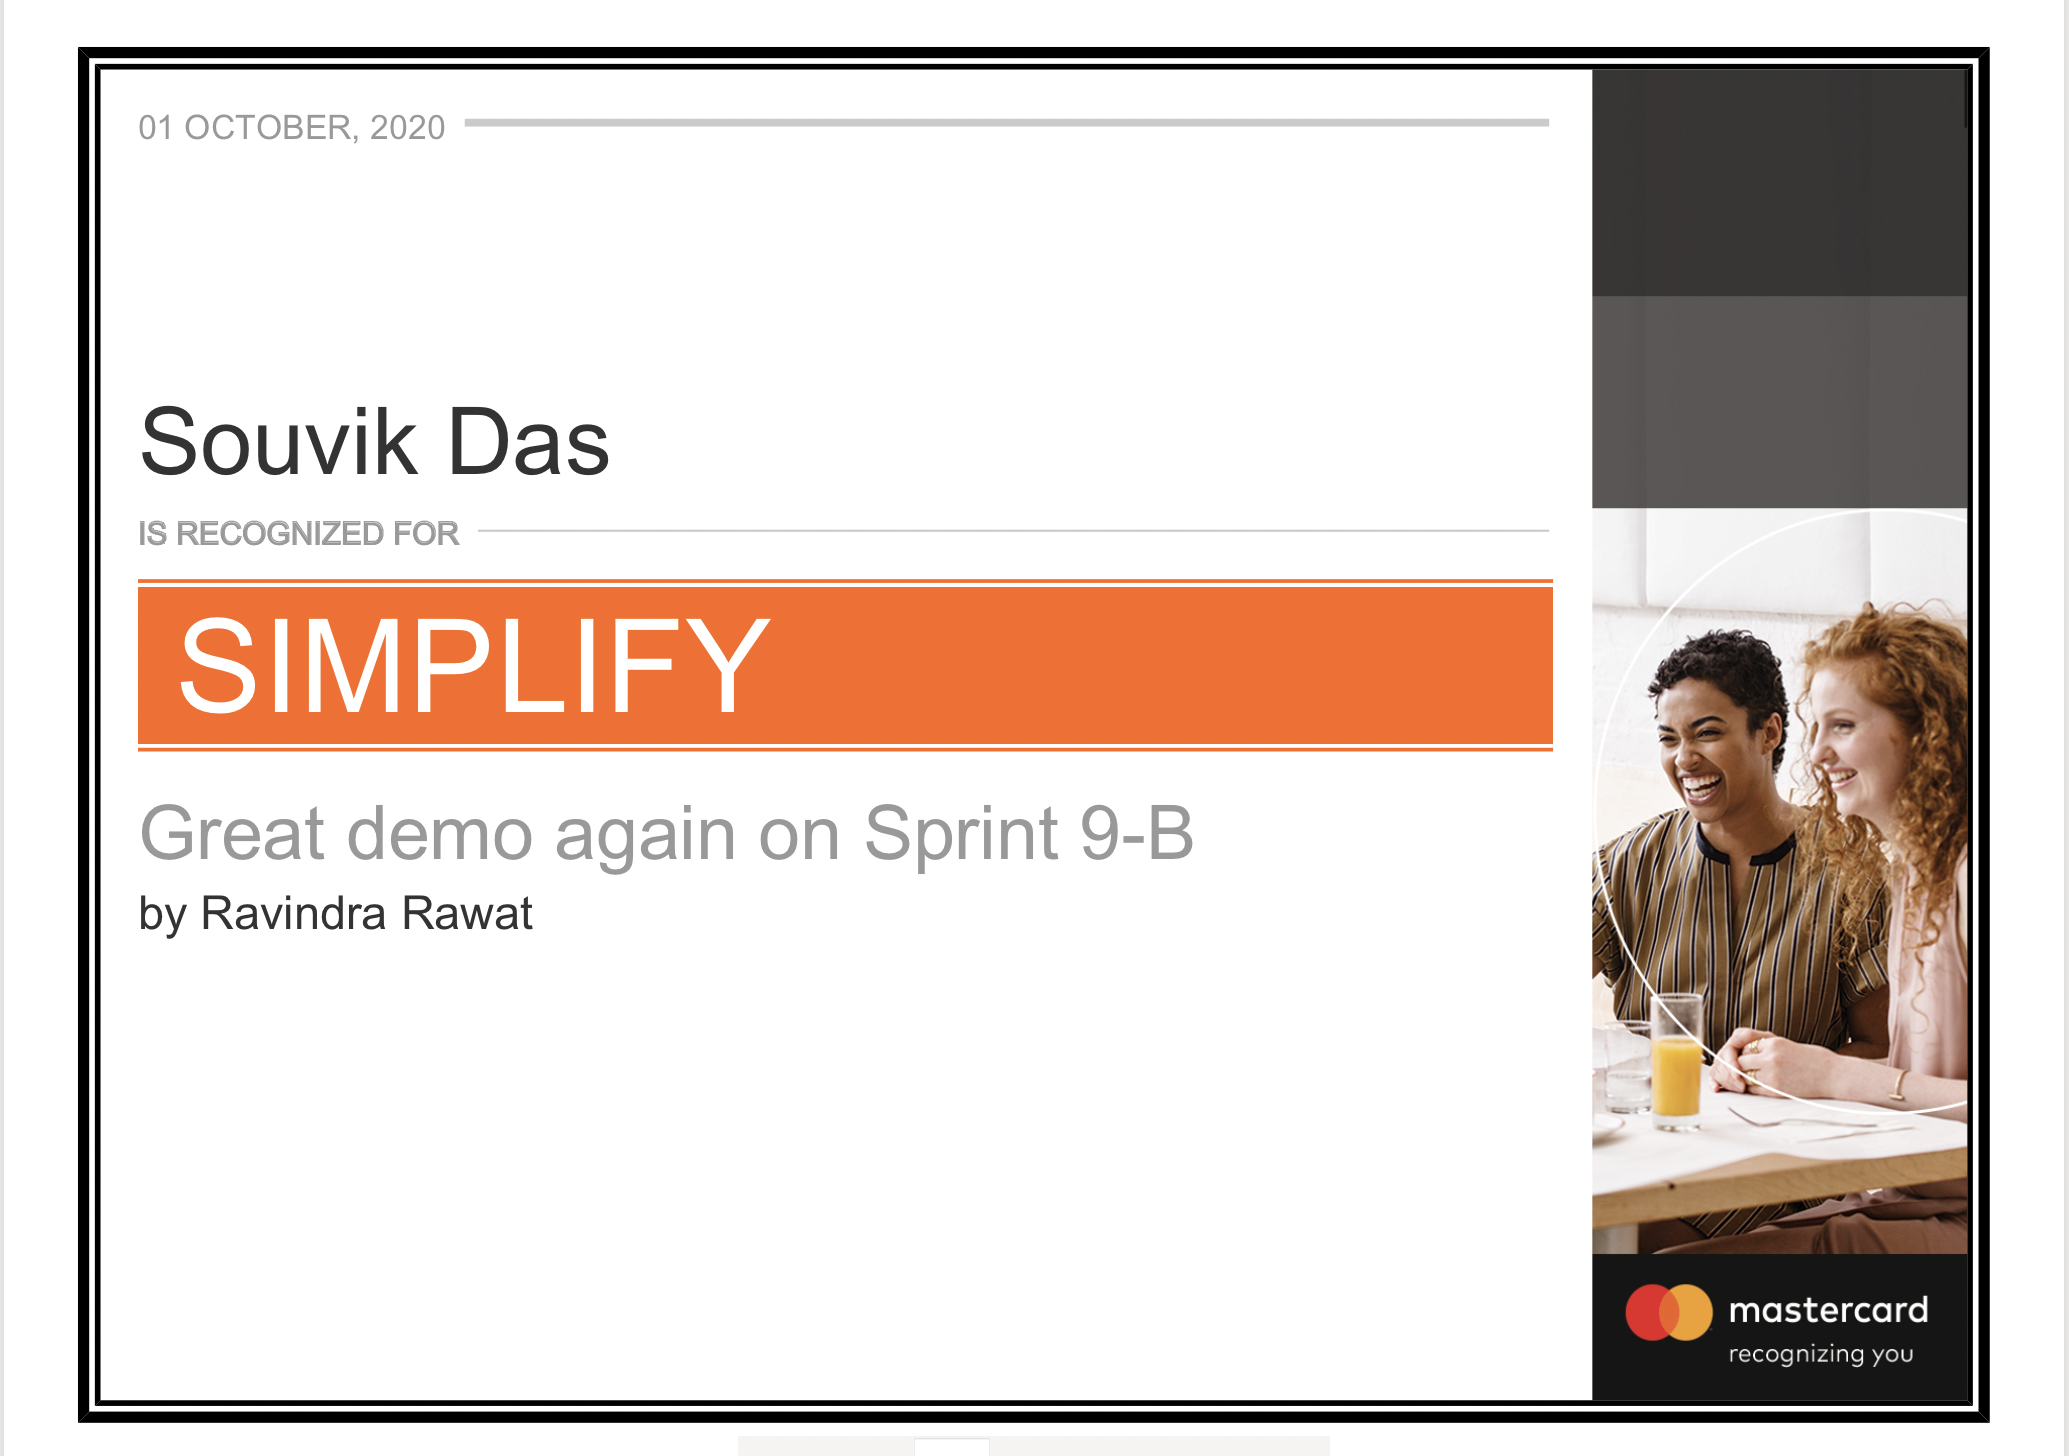 01 OCTOBER, 2020
Souvik Das
IS RECOGNIZED FOR
SIMPLIFY
Great demo again on Sprint 9-B
by Ravindra Rawat
mastercard
recognizing you